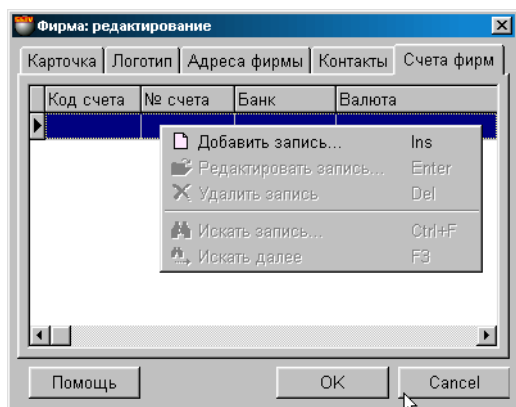 Фирма: редактирование
Карточка Логотип Адреса фирмы Контакты Счета фирм
Код счета № счета Банк Валюта
Добавить запись... Ins
Редактировать запись... Enter
Удалить запись Del
Искать запись... Ctrl+F
Искать далее F3
Помощь OK Cancel